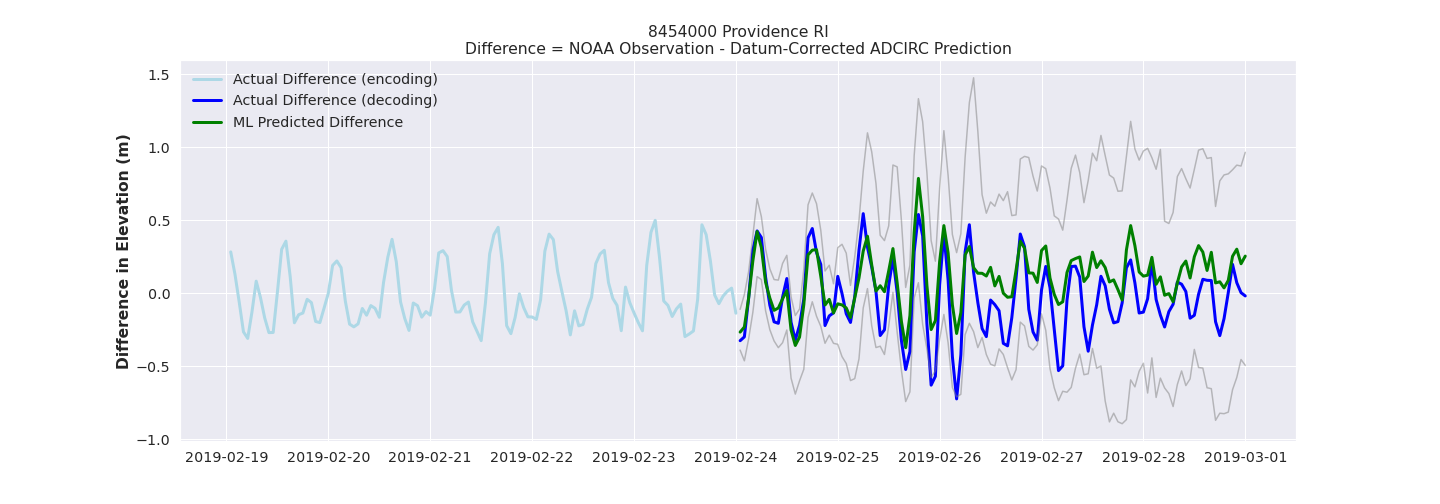 8454000 Providence RI
Difference = NOAA Observation - Datum-Corrected ADCIRC Prediction
Actual Difference (encoding)
Actual Difference (decoding)
ML Predicted Difference
Difference in Elevation (m)
1.5
1.0
0.5
0.0
−0.5
−1.0
2019-02-19 2019-02-20 2019-02-21 2019-02-22 2019-02-23 2019-02-24 2019-02-25 2019-02-26 2019-02-27 2019-02-28 2019-03-01